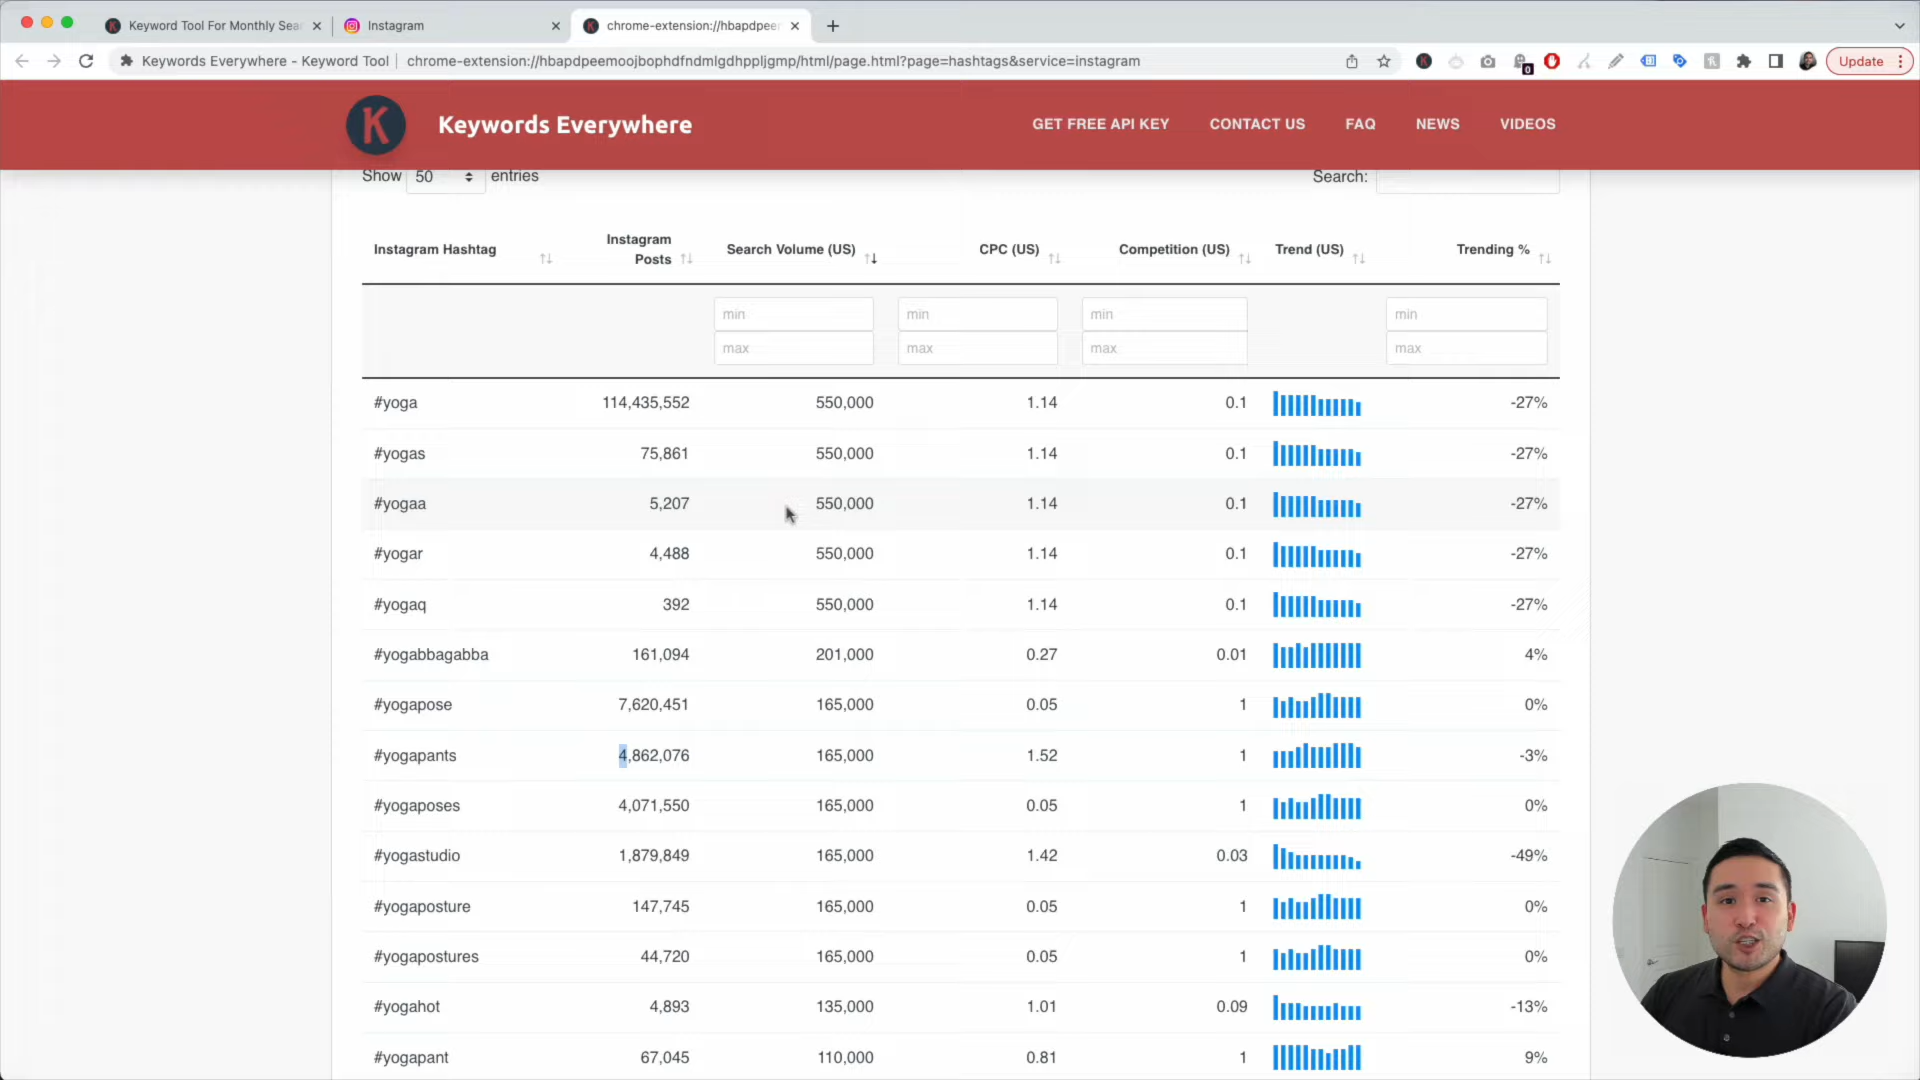 Keyword Tool For Monthly Sea
Instagram
chrome-extension://hbapdpeer
Keywords Everywhere - Keyword Tool
chrome-extension://hbapdpeemoojbophdfndmlgdhppljgmp/html/page.html?page=hashtags&service=instagram
0
Update
K
Keywords Everywhere
GET FREE API KEY
CONTACT US
FAQ
NEWS
VIDEOS
Show 50 entries
Search:
Instagram Hashtag
Instagram Posts
Search Volume (US)
CPC (US)
Competition (US)
Trend (US)
Trending %
min min min min
max max max max
#yoga 114,435,552 550,000 1.14 0.1 -27%
#yogas 75,861 550,000 1.14 0.1 -27%
#yogaa 5,207 550,000 1.14 0.1 -27%
#yogar 4,488 550,000 1.14 0.1 -27%
#yogaq 392 550,000 1.14 0.1 -27%
#yogabbagabba 161,094 201,000 0.27 0.01 4%
#yogapose 7,620,451 165,000 0.05 1 0%
#yogapants 4,862,076 165,000 1.52 1 -3%
#yogaposes 4,071,550 165,000 0.05 1 0%
#yogastudio 1,879,849 165,000 1.42 0.03 -49%
#yogaposture 147,745 165,000 0.05 1 0%
#yogapostures 44,720 165,000 0.05 1 0%
#yogahot 4,893 135,000 1.01 0.09 -13%
#yogapant 67,045 110,000 0.81 1 9%